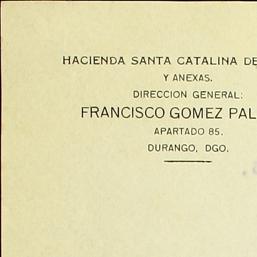 HACIENDA SANTA CATALINA DE
Y ANEXAS.
DIRECCION GENERAL:
FRANCISCO GOMEZ PAL
APARTADO 85.
DURANGO, DGO.